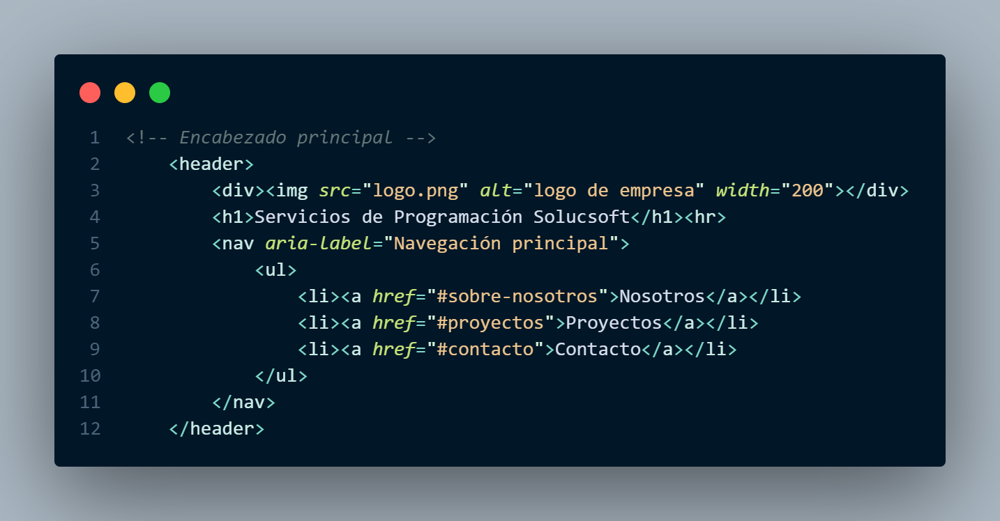 1 <!-- Encabezado principal -->
2     <header>
3         <div><img src="logo.png" alt="logo de empresa" width="200"></div>
4         <h1>Servicios de Programación Solucsoft</h1><hr>
5         <nav aria-label="Navegación principal">
6             <ul>
7                 <li><a href="#sobre-nosotros">Nosotros</a></li>
8                 <li><a href="#proyectos">Proyectos</a></li>
9                 <li><a href="#contacto">Contacto</a></li>
10             </ul>
11         </nav>
12     </header>